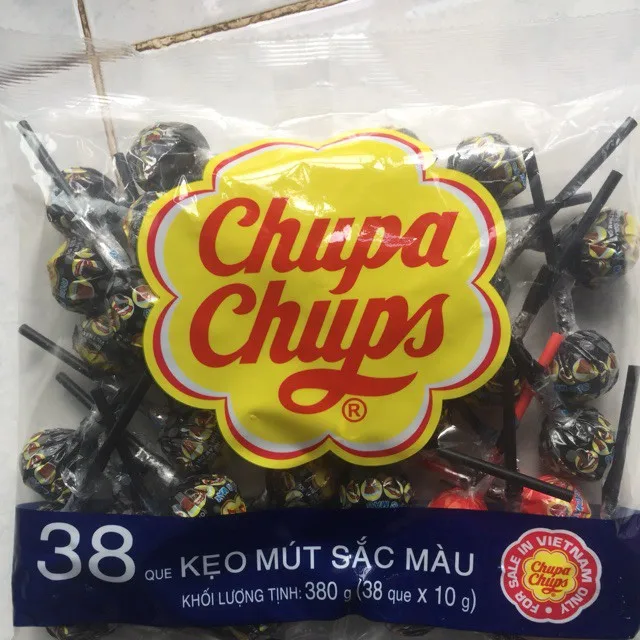 Chupa
Chups
®
38 QUE KẸO MÚT SẮC MÀU
KHỐI LƯỢNG TỊNH: 380 g (38 que x 10 g)
FOR SALE IN VIETNAM ONLY
Chupa
Chups